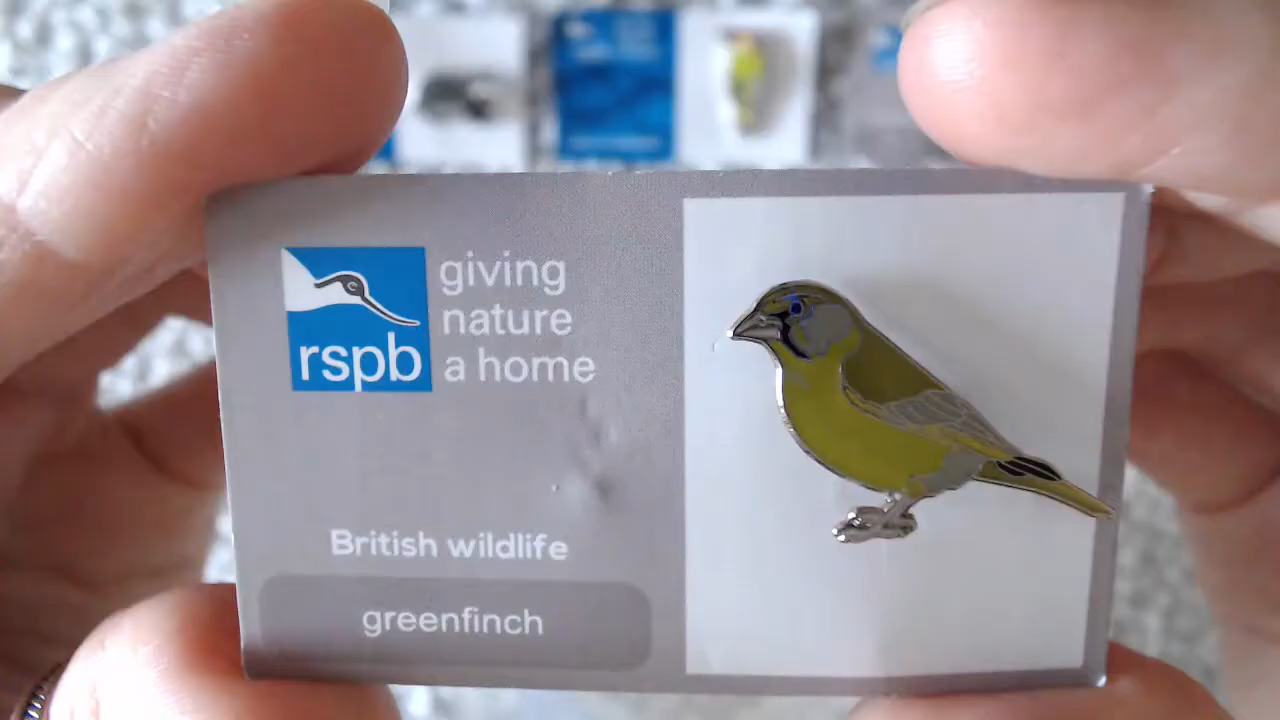 giving
nature
a home
rspb
British wildlife
greenfinch